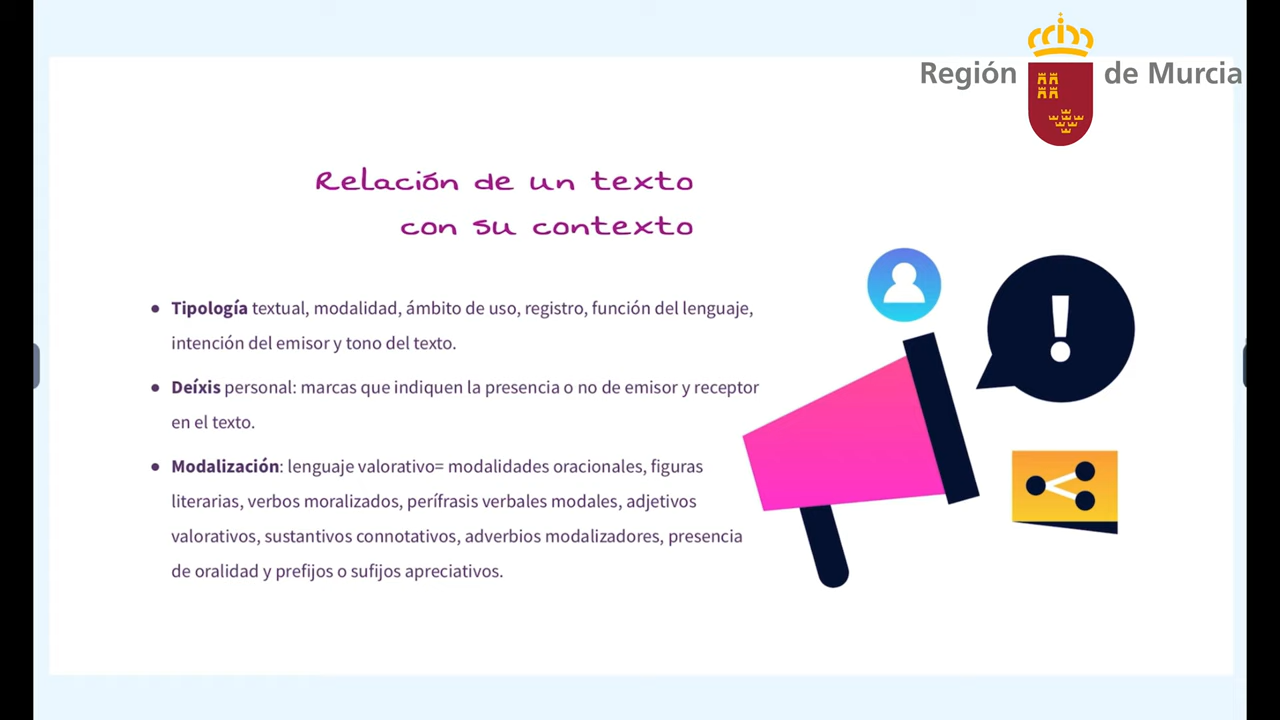 Región de Murcia
Relación de un texto
con su contexto
● Tipología textual, modalidad, ámbito de uso, registro, función del lenguaje,
intención del emisor y tono del texto.
● Deíxis personal: marcas que indiquen la presencia o no de emisor y receptor
en el texto.
● Modalización: lenguaje valorativo= modalidades oracionales, figuras
literarias, verbos moralizados, perífrasis verbales modales, adjetivos
valorativos, sustantivos connotativos, adverbios modalizadores, presencia
de oralidad y prefijos o sufijos apreciativos.
!